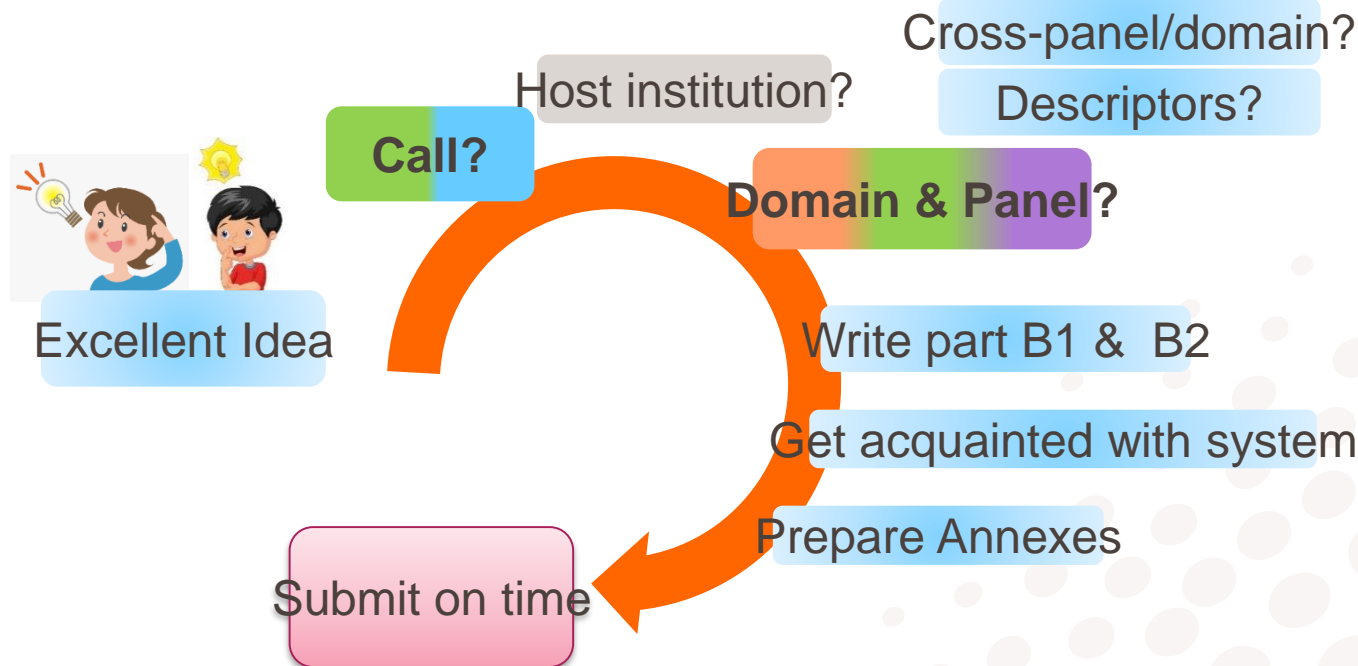 Excellent Idea
Call?
Host institution?
Cross-panel/domain?
Descriptors?
Domain & Panel?
Write part B1 & B2
Get acquainted with system
Prepare Annexes
Submit on time